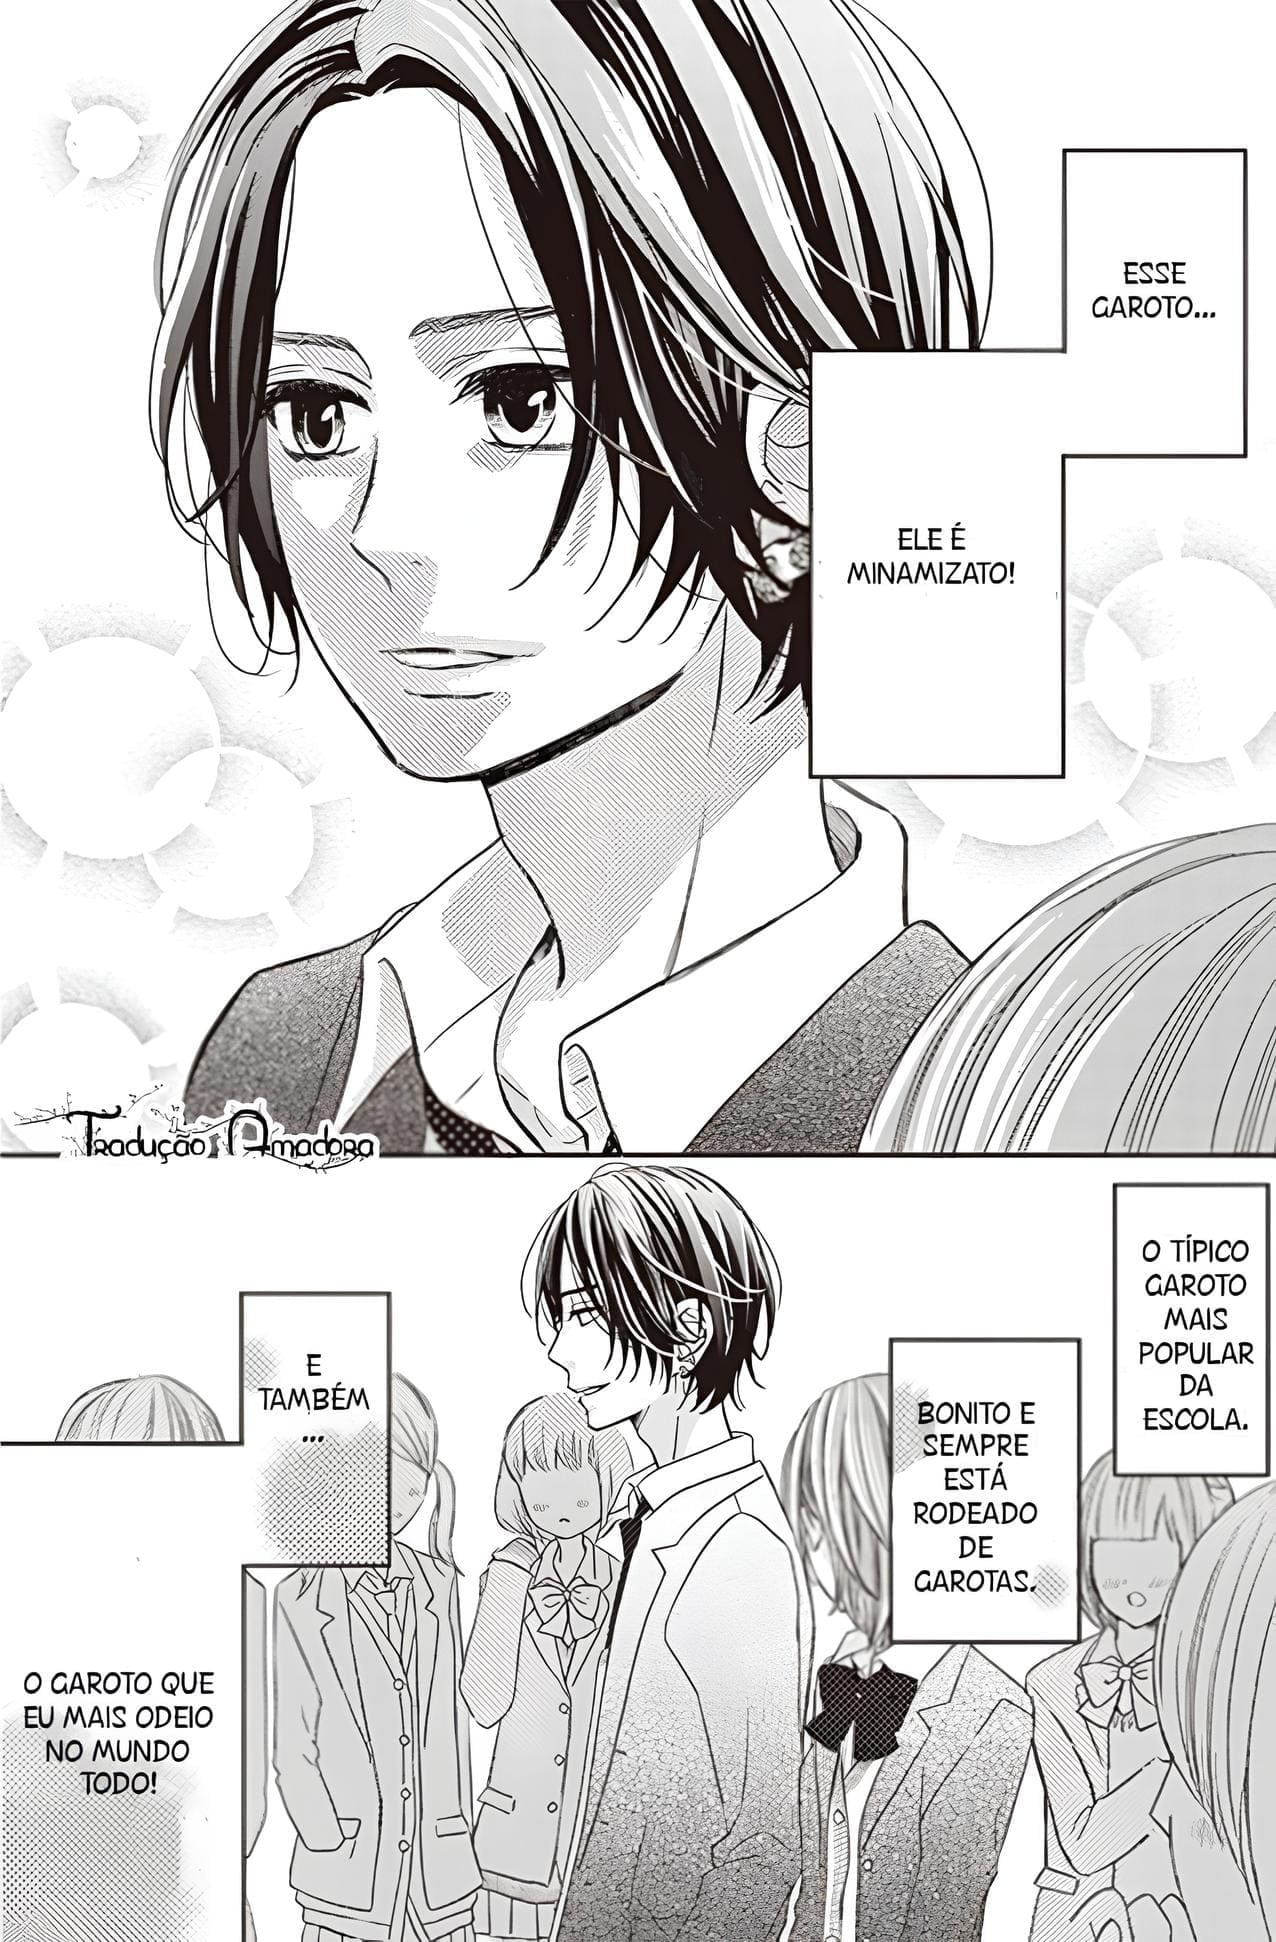 ESSE
GAROTO...
ELE É
MINAMIZATO!
Tradução Amadora
O TÍPICO
GAROTO
MAIS
POPULAR
DA
ESCOLA.
BONITO E
SEMPRE
ESTÁ
RODEADO
DE
GAROTAS.
E
TAMBÉM
...
O GAROTO QUE
EU MAIS ODEIO
NO MUNDO
TODO!